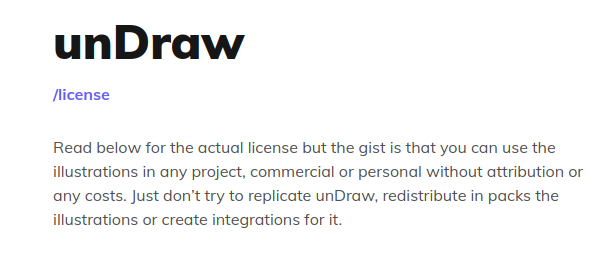 unDraw
/license
Read below for the actual license but the gist is that you can use the
illustrations in any project, commercial or personal without attribution or
any costs. Just don't try to replicate unDraw, redistribute in packs the
illustrations or create integrations for it.